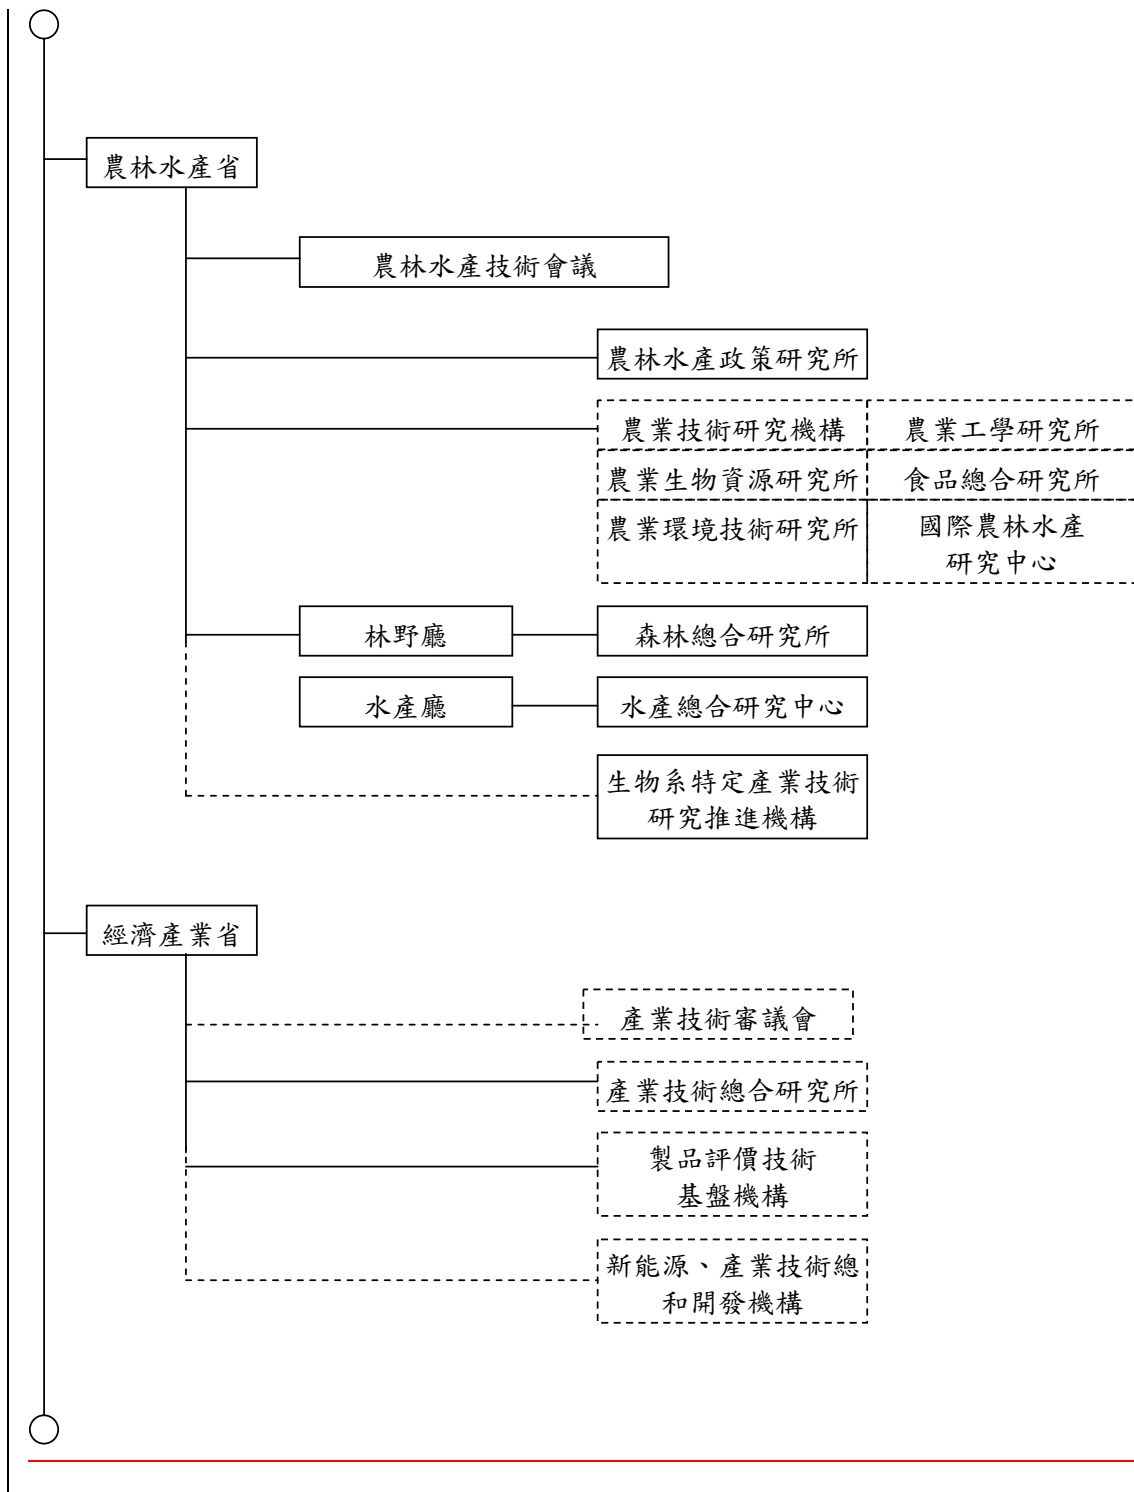 農林水產省
農林水產技術會議
農林水產政策研究所
農業技術研究機構
農業工學研究所
農業生物資源研究所
食品總合研究所
農業環境技術研究所
國際農林水產
研究中心
林野廳
森林總合研究所
水產廳
水產總合研究中心
生物系特定產業技術
研究推進機構
經濟產業省
產業技術審議會
產業技術總合研究所
製品評價技術
基盤機構
新能源、產業技術總
和開發機構